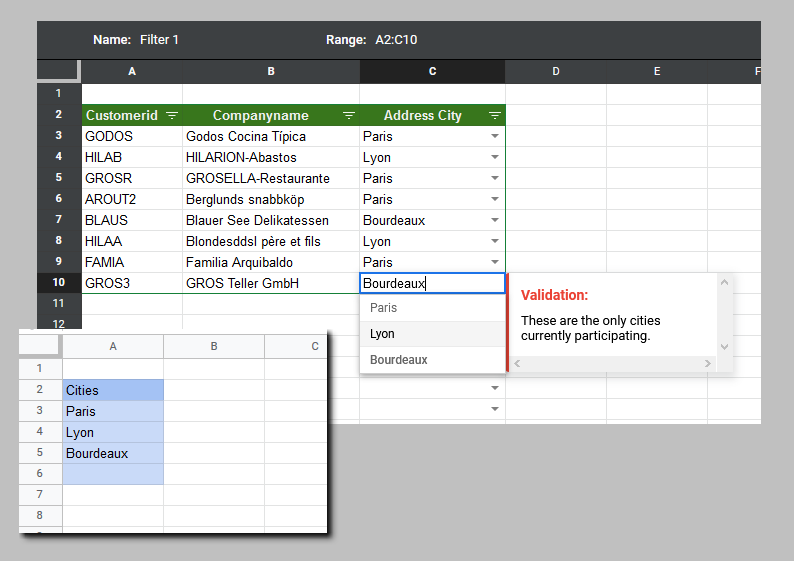 Name: Filter 1 Range: A2:C10
A B C D E F
1
2 Customerid Companyname Address City
3 GODOS Godos Cocina Típica Paris
4 HILAB HILARION-Abastos Lyon
5 GROSR GROSELLA-Restaurante Paris
6 AROUT2 Berglunds snabbköp Paris
7 BLAUS Blauer See Delikatessen Bourdeaux
8 HILAA Blondesddsl père et fils Lyon
9 FAMIA Familia Arquibaldo Paris
10 GROS3 GROS Teller GmbH Bourdeaux
11
12
Paris
Lyon
Bourdeaux
Validation:
These are the only cities
currently participating.
A B C
1
2 Cities
3 Paris
4 Lyon
5 Bourdeaux
6
7
8